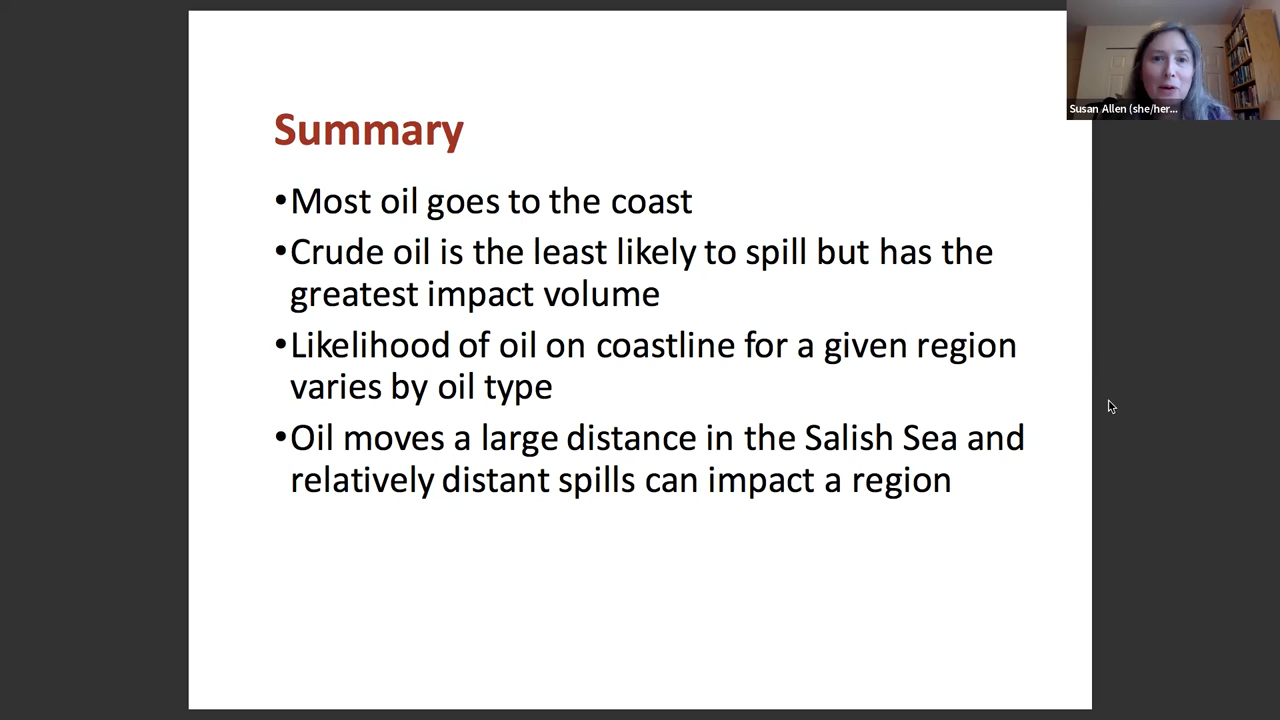 Susan Allen (she/her...
Summary
•Most oil goes to the coast
•Crude oil is the least likely to spill but has the
greatest impact volume
•Likelihood of oil on coastline for a given region
varies by oil type
•Oil moves a large distance in the Salish Sea and
relatively distant spills can impact a region